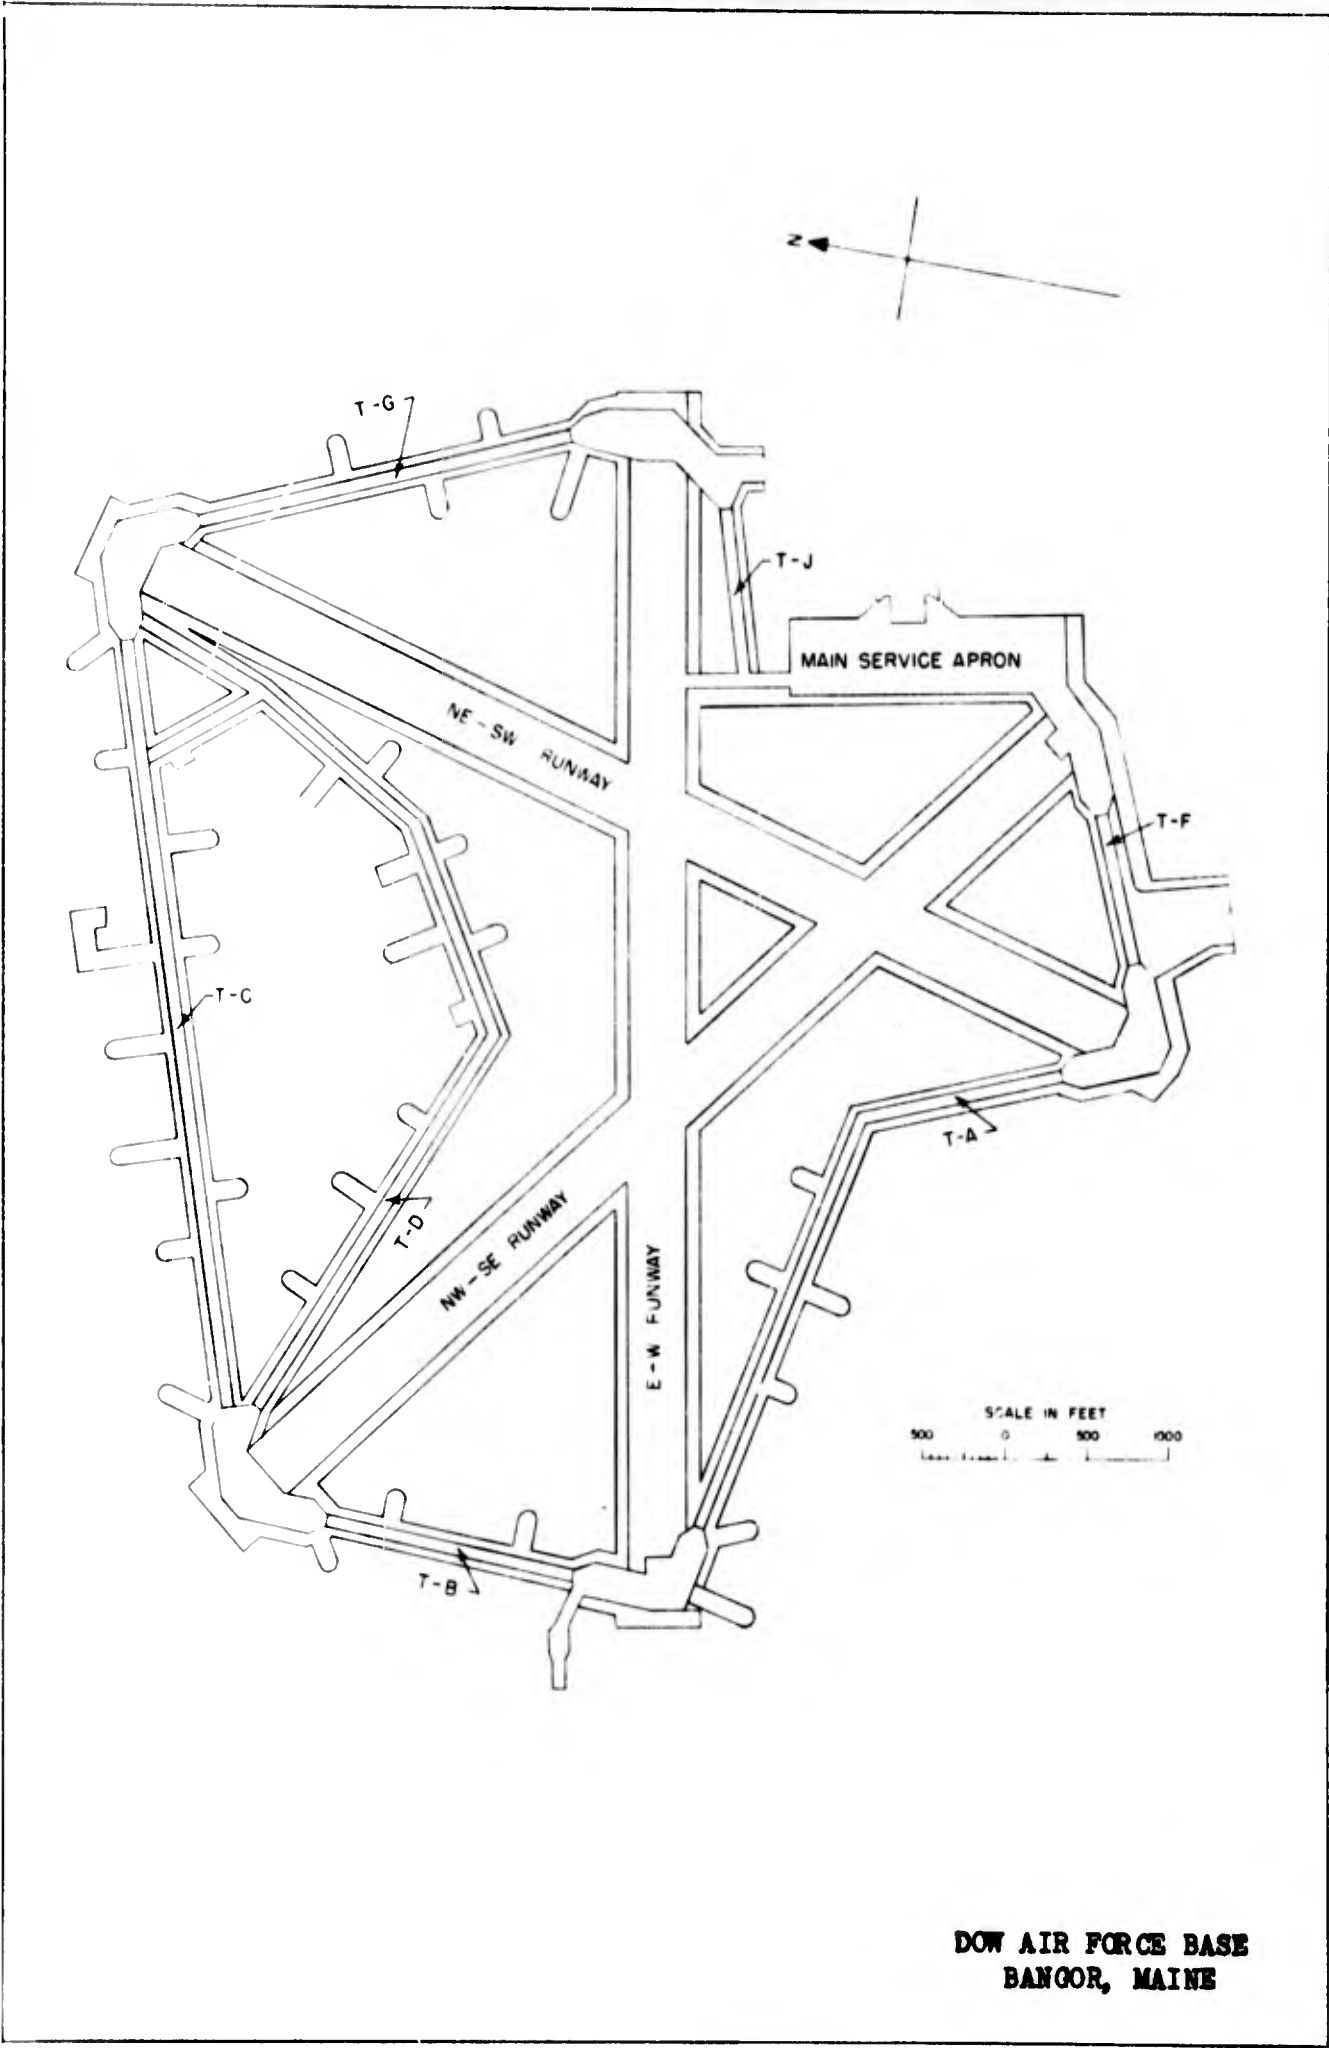 N
T-G
T-J
MAIN SERVICE APRON
NE-SW RUNWAY
T-F
T-C
T-A
T-D
NW-SE RUNWAY
E-W FUNWAY
SCALE IN FEET
500 0 500 1000
T-B
DOW AIR FORCE BASE
BANGOR, MAINE